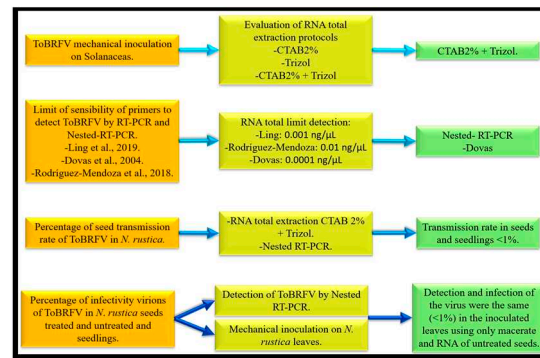 ToBRFV mechanical inoculation
on Solanaceas.
Evaluation of RNA total
extraction protocols
-CTAB2%
-Trizol
-CTAB2% + Trizol
CTAB2% + Trizol.
Limit of sensibility of primers to
detect ToBRFV by RT-PCR and
Nested-RT-PCR.
-Ling et al., 2019.
-Dovas et al., 2004.
-Rodriguez-Mendoza et al., 2018.
RNA total limit detection:
-Ling: 0.001 ng/µL
-Rodriguez-Mendoza: 0.01 ng/µL
-Dovas: 0.0001 ng/µL
Nested- RT-PCR
-Dovas
Percentage of seed transmission
rate of ToBRFV in N. rustica.
-RNA total extraction CTAB 2%
+ Trizol.
-Nested RT-PCR.
Transmission rate in seeds
and seedlings <1%.
Percentage of infectivity virions
of ToBRFV in N. rustica seeds
treated and untreated and
seedlings.
Detection of ToBRFV by Nested
RT-PCR.
Mechanical inoculation on N.
rustica leaves.
Detection and infection of
the virus were the same
(<1%) in the inoculated
leaves using only macerate
and RNA of untreated seeds.